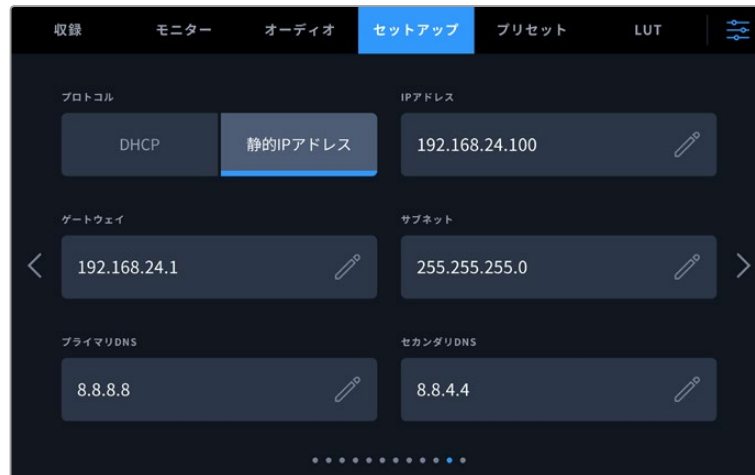 収録 モニター オーディオ セットアップ プリセット LUT
プロトコル IPアドレス
DHCP 静的IPアドレス 192.168.24.100
ゲートウェイ サブネット
192.168.24.1 255.255.255.0
プライマリDNS セカンダリDNS
8.8.8.8 8.8.4.4